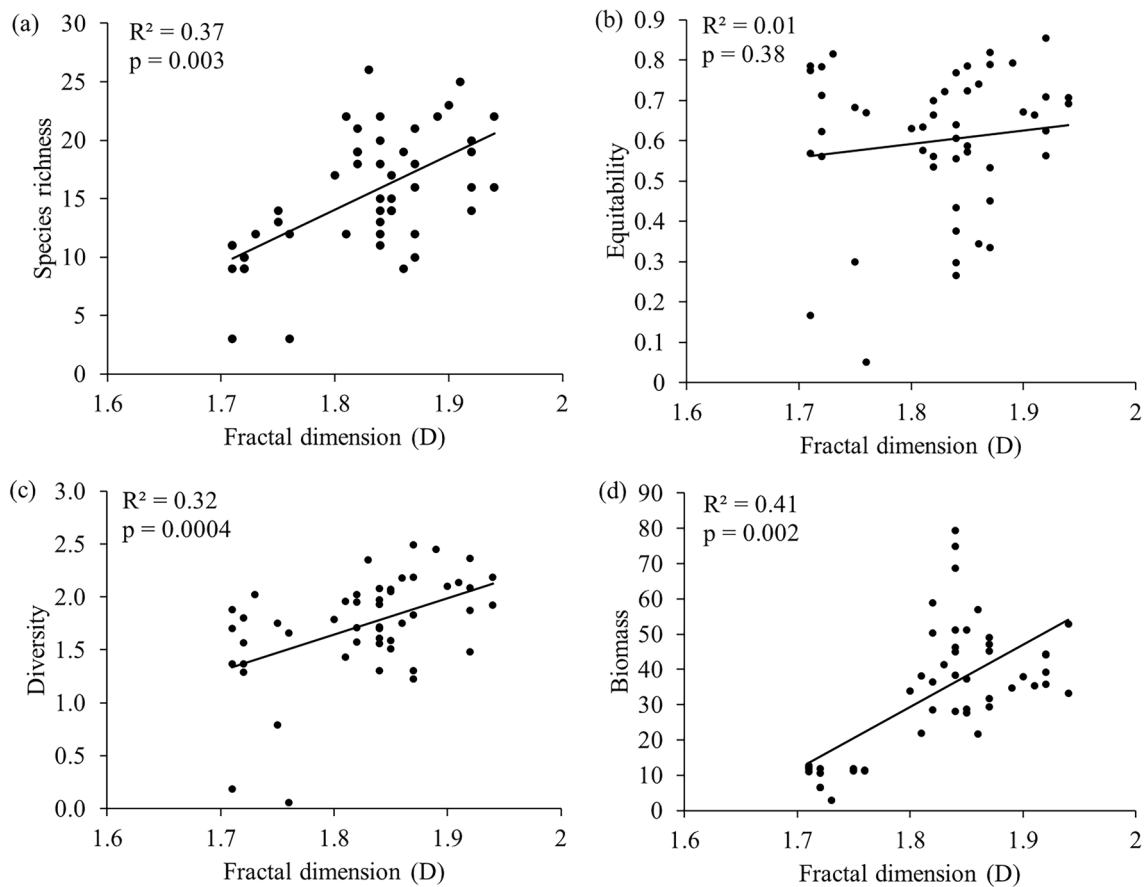 (a)
R² = 0.37
p = 0.003
30
25
20
15
10
5
0
Species richness
1.6 1.7 1.8 1.9 2
Fractal dimension (D)
(b)
R² = 0.01
p = 0.38
0.9
0.8
0.7
0.6
0.5
0.4
0.3
0.2
0.1
0
Equitability
1.6 1.7 1.8 1.9 2
Fractal dimension (D)
(c)
R² = 0.32
p = 0.0004
3.0
2.5
2.0
1.5
1.0
0.5
0.0
Diversity
1.6 1.7 1.8 1.9 2
Fractal dimension (D)
(d)
R² = 0.41
p = 0.002
90
80
70
60
50
40
30
20
10
0
Biomass
1.6 1.7 1.8 1.9 2
Fractal dimension (D)